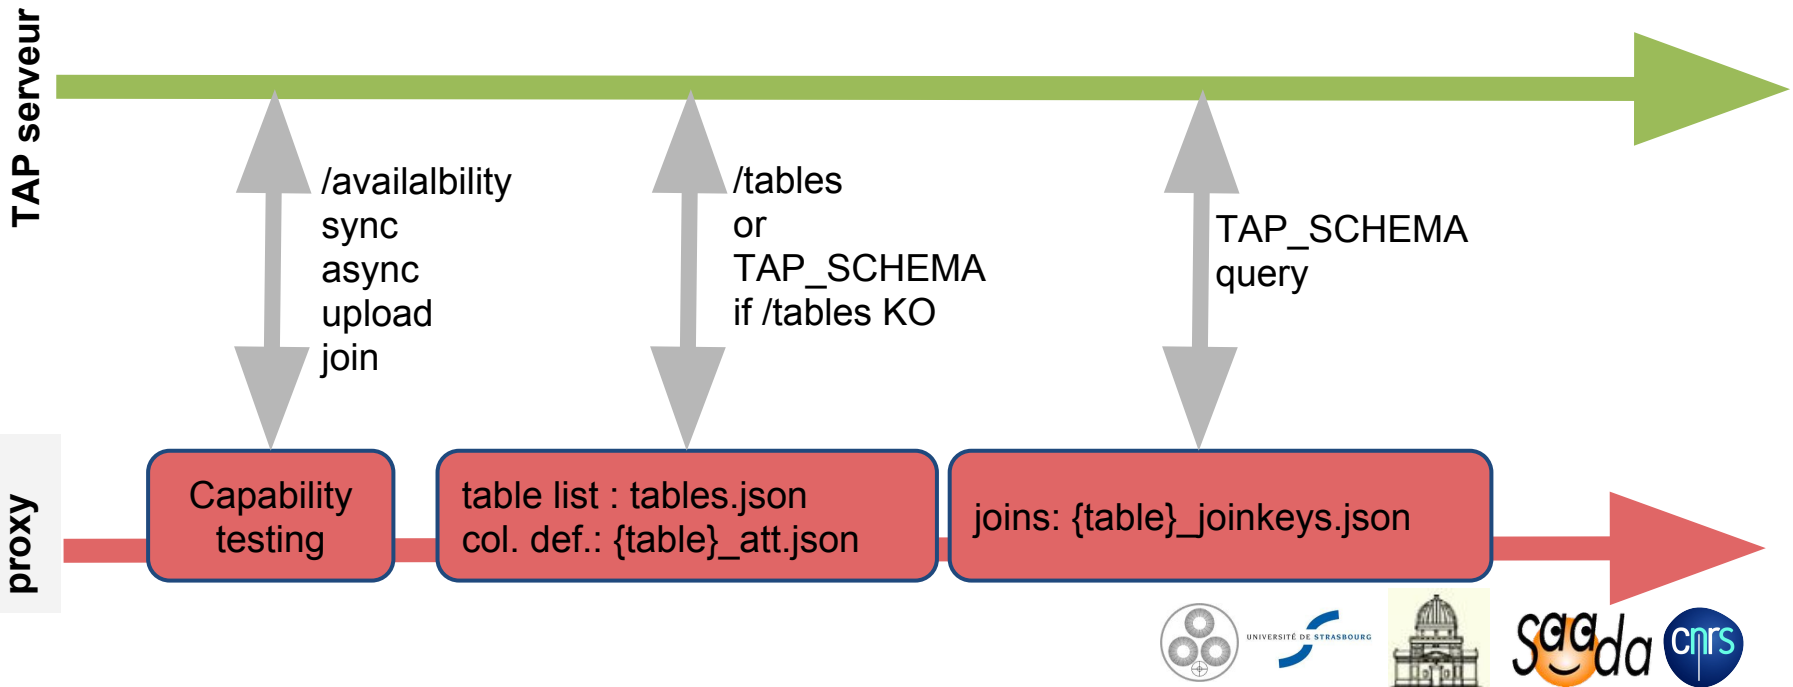 TAP serveur
/availalbility
sync
async
upload
join
/tables
or
TAP_SCHEMA
if /tables KO
TAP_SCHEMA
query
proxy
Capability
testing
table list : tables.json
col. def.: {table}_att.json
joins: {table}_joinkeys.json
UNIVERSITÉ DE STRASBOURG
saada
cnrs